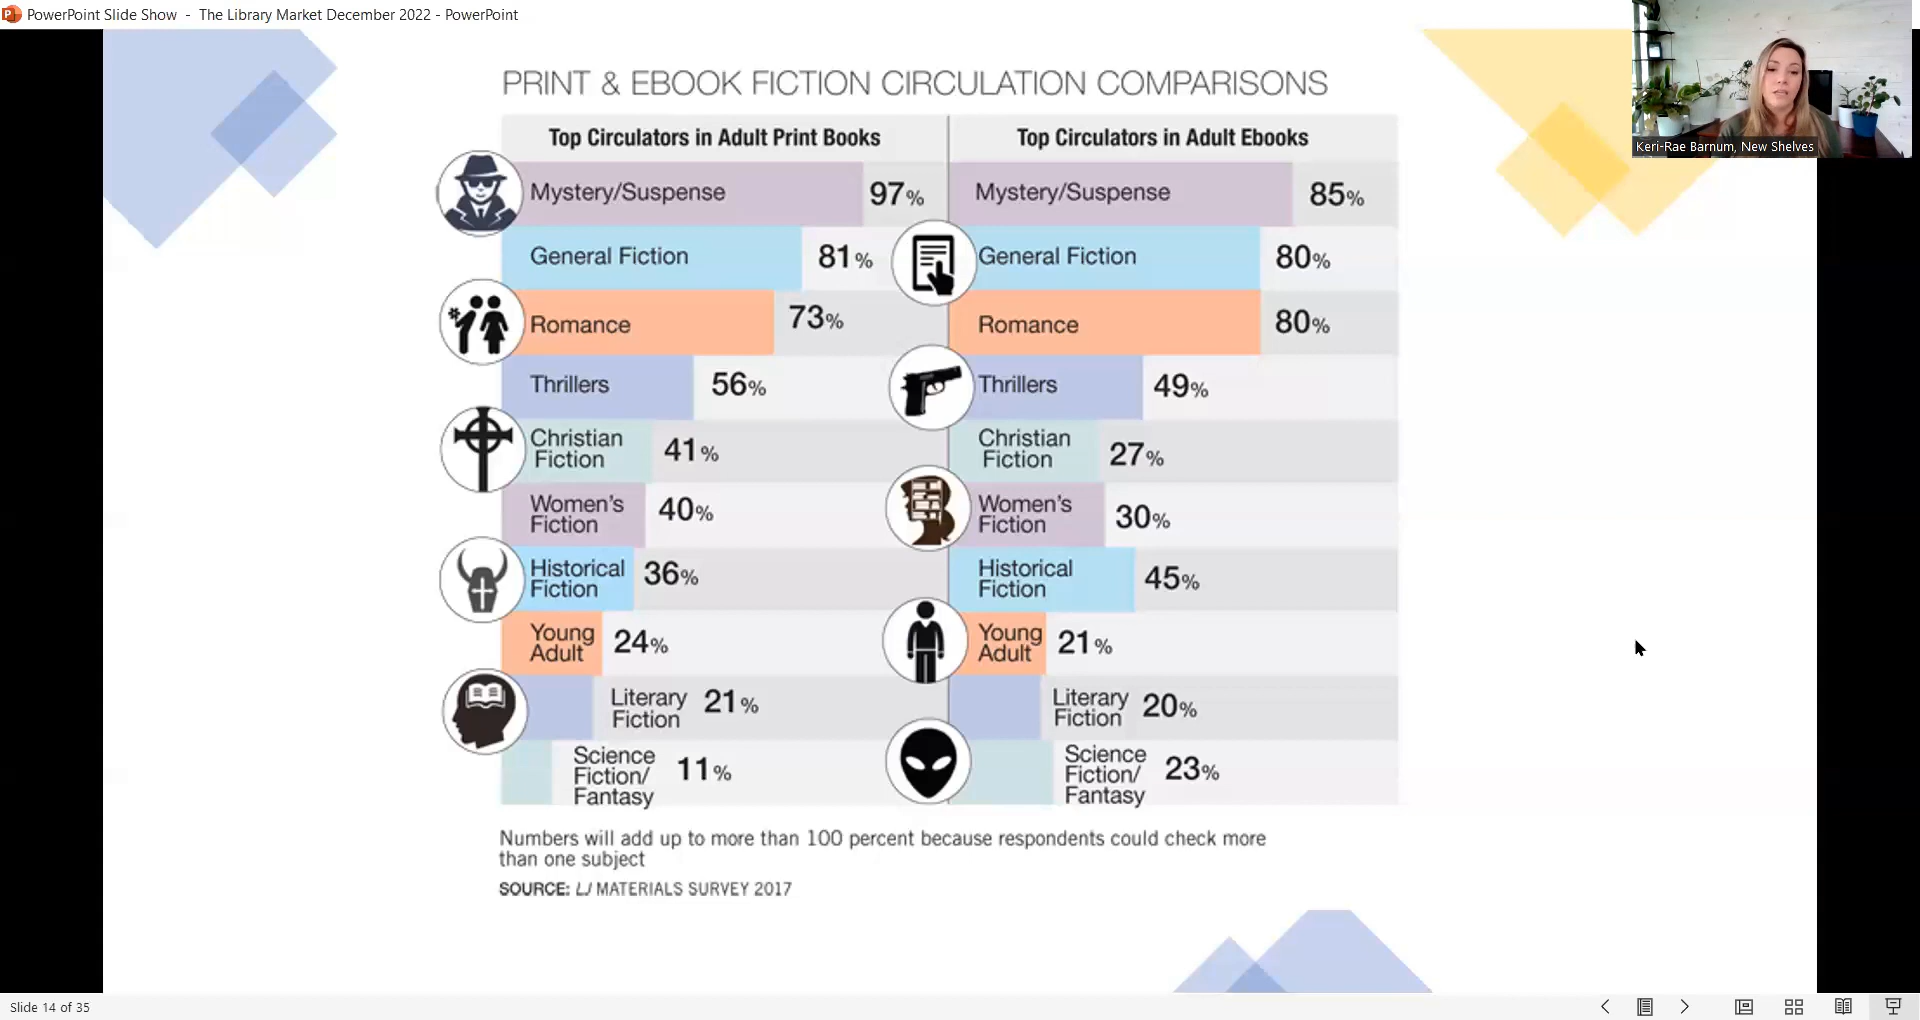 PowerPoint Slide Show - The Library Market December 2022 - PowerPoint
Keri-Rae Barnum, New Shelves
PRINT & EBOOK FICTION CIRCULATION COMPARISONS
Top Circulators in Adult Print Books
Mystery/Suspense 97%
General Fiction 81%
Romance 73%
Thrillers 56%
Christian
Fiction 41%
Women's
Fiction 40%
Historical
Fiction 36%
Young
Adult 24%
Literary
Fiction 21%
Science
Fiction/
Fantasy 11%
Top Circulators in Adult Ebooks
Mystery/Suspense 85%
General Fiction 80%
Romance 80%
Thrillers 49%
Christian
Fiction 27%
Women's
Fiction 30%
Historical
Fiction 45%
Young
Adult 21%
Literary
Fiction 20%
Science
Fiction/
Fantasy 23%
Numbers will add up to more than 100 percent because respondents could check more
than one subject
SOURCE: LJ MATERIALS SURVEY 2017
Slide 14 of 35